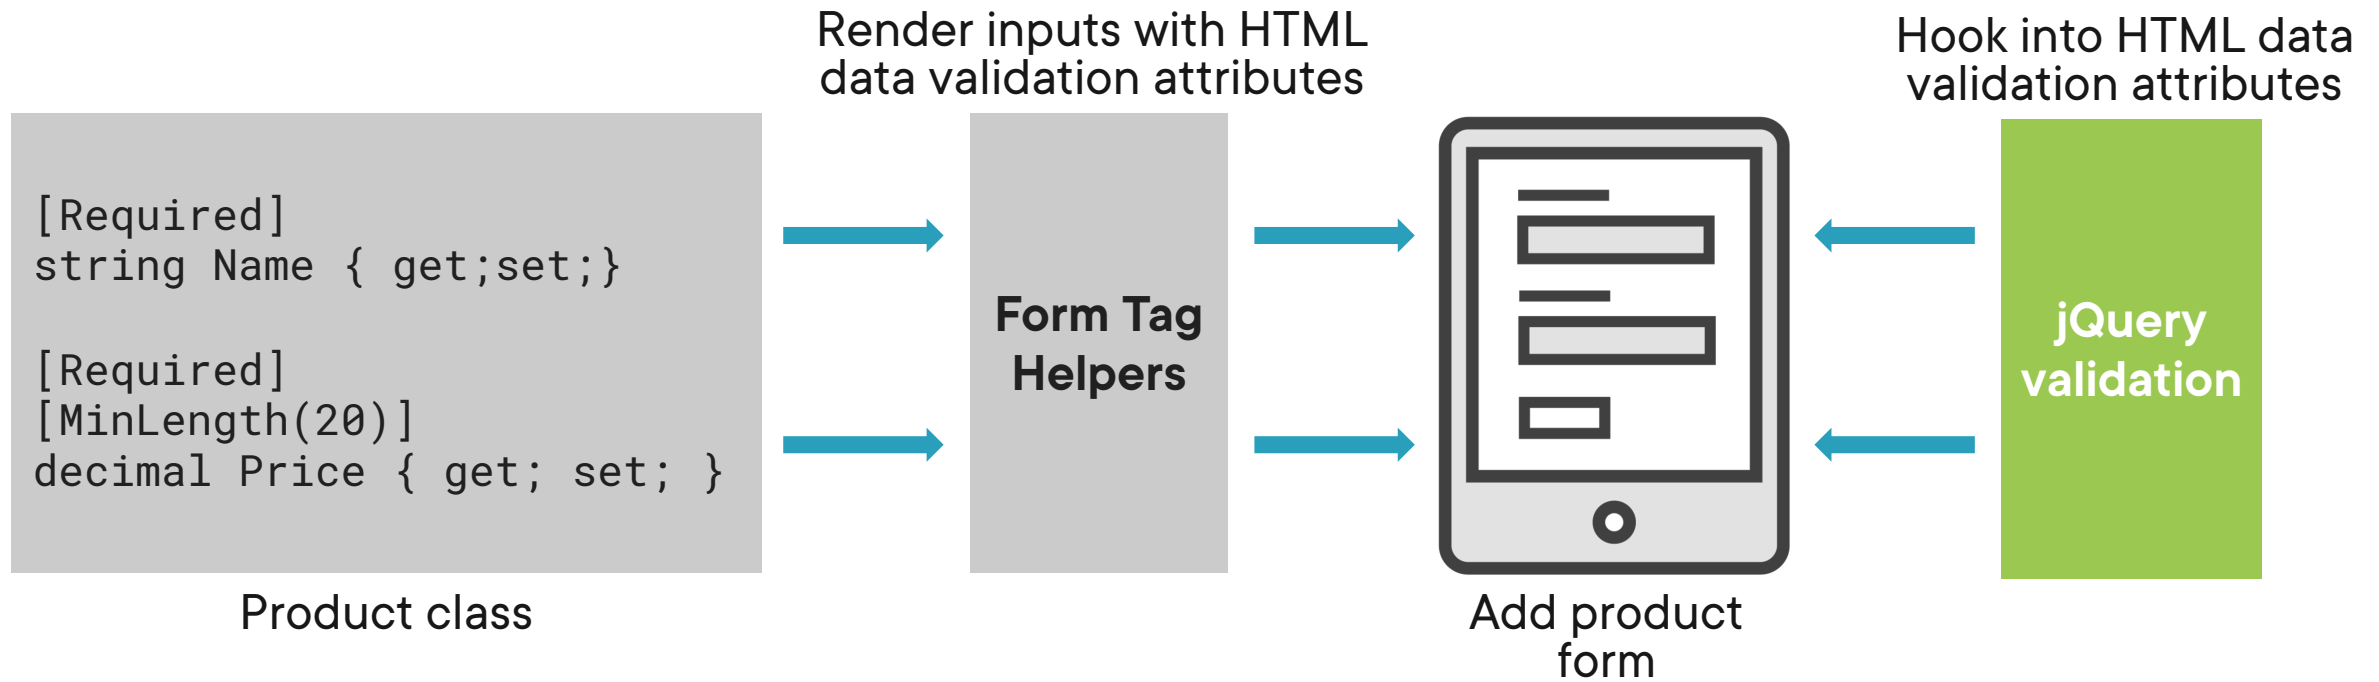 Render inputs with HTML
data validation attributes
Hook into HTML data
validation attributes
[Required]
string Name { get;set;}
[Required]
[MinLength(20)]
decimal Price { get; set; }
Form Tag
Helpers
jQuery
validation
Product class
Add product
form